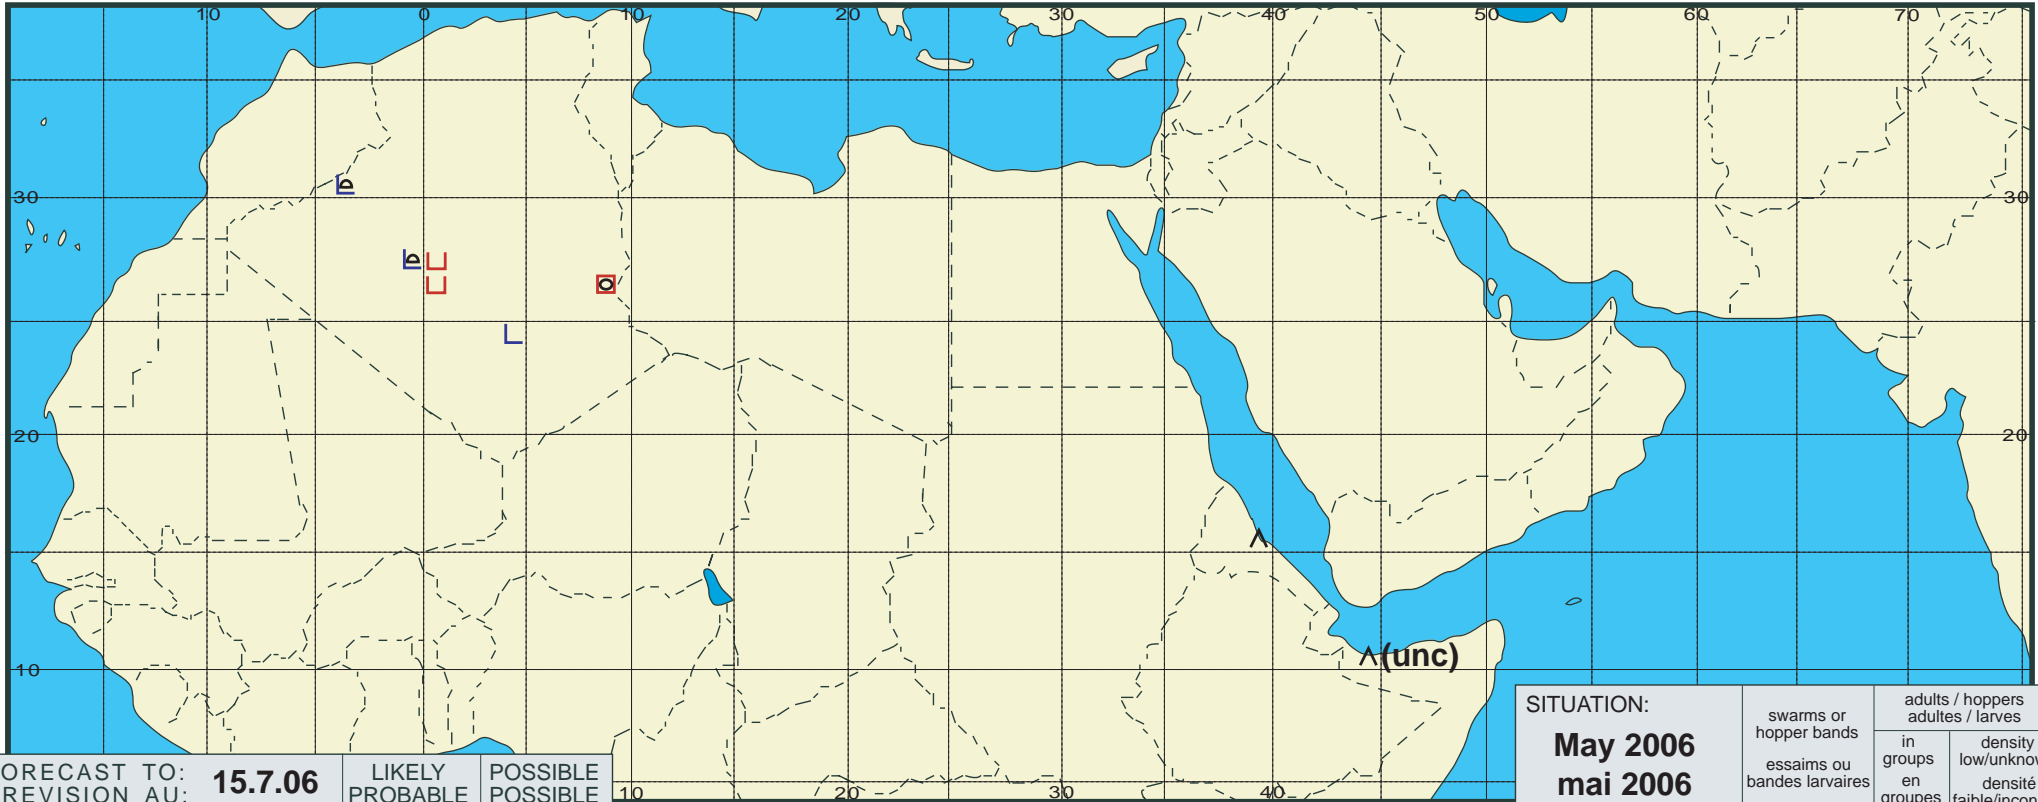 10 0 10 20 30 40 50 60 70
30 30
20 20
10
(unc)
10 30 40
ORECAST TO:
REVISION AU:
15.7.06
LIKELY
PROBABLE
POSSIBLE
POSSIBLE
SITUATION:
May 2006
mai 2006
swarms or
hopper bands
essaims ou
bandes larvaires
adults / hoppers
adultes / larves
in
groups
en
groupes
density
low/unknow
densité
faible/incon